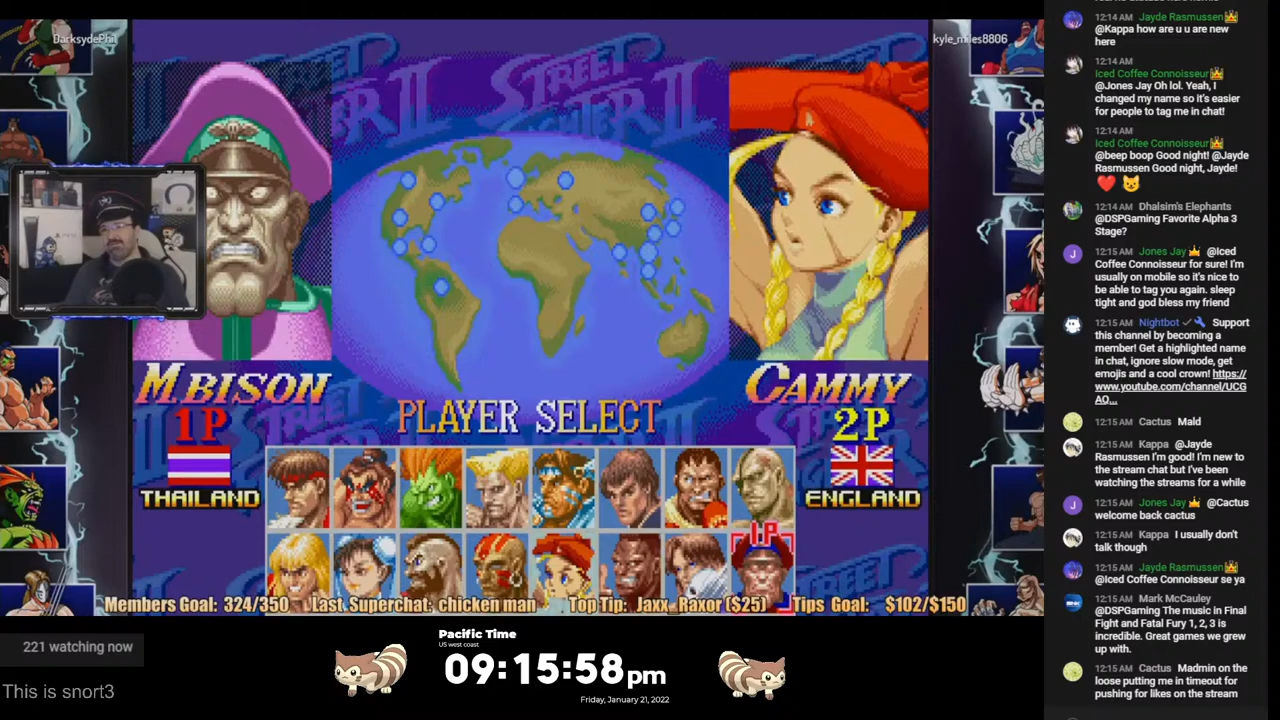 DarksydePhil
kyle_miles8806
STREET
STREET
M.BISON
1P
THAILAND
PLAYER SELECT
CAMMY
2P
ENGLAND
1P
Members Goal: 324/350
Last Superchat: chicken man
Top Tip: Jaxx_Raxor ($25)
Tips Goal: $102/$150
221 watching now
This is snort3
Pacific Time
US west coast
09:15:58pm
Friday, January 21, 2022
12:14 AM Jayde Rasmussen
@Kappa how are u u are new
here
12:14 AM
Iced Coffee Connoisseur
@Jones Jay Oh lol. Yeah, I
changed my name so it's easier
for people to tag me in chat!
12:14 AM
Iced Coffee Connoisseur
@beep boop Good night! @Jayde
Rasmussen Good night, Jayde!
12:14 AM Dhalsim's Elephants
@DSPGaming Favorite Alpha 3
Stage?
12:15 AM Jones Jay @Iced
Coffee Connoisseur for sure! I'm
usually on mobile so it's nice to
be able to tag you again. sleep
tight and god bless my friend
12:15 AM Nightbot Support
this channel by becoming a
member! Get a highlighted name
in chat, ignore slow mode, get
emojis and a cool crown! https://
www.youtube.com/channel/UCG
AQ...
12:15 AM Cactus Mald
12:15 AM Kappa @Jayde
Rasmussen I'm good! I'm new to
the stream chat but I've been
watching the streams for a while
12:15 AM Jones Jay @Cactus
welcome back cactus
12:15 AM Kappa I usually don't
talk though
12:15 AM Jayde Rasmussen
@Iced Coffee Connoisseur se ya
12:15 AM Mark McCauley
@DSPGaming The music in Final
Fight and Fatal Fury 1, 2, 3 is
incredible. Great games we grew
up with.
12:15 AM Cactus Madmin on the
loose putting me in timeout for
pushing for likes on the stream